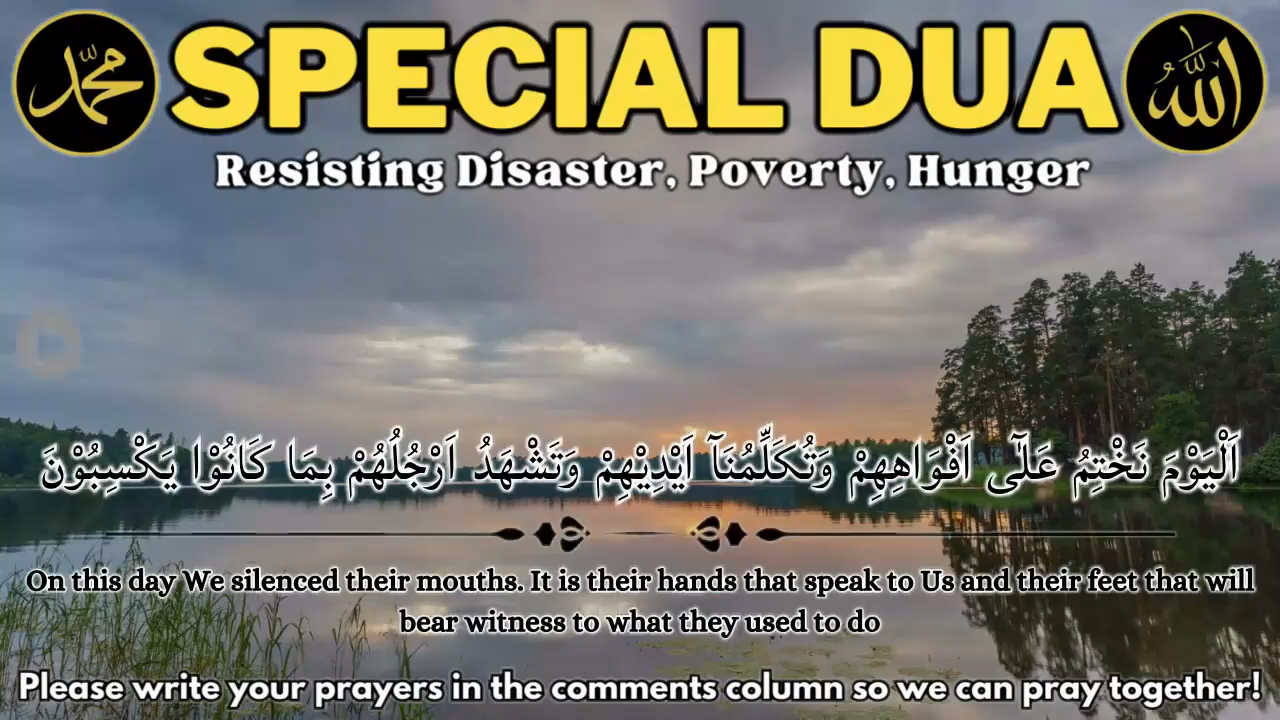 محمد
SPECIAL DUA
الله
Resisting Disaster, Poverty, Hunger
اَلْيَوْمَ نَخْتِمُ عَلٰٓى اَفْوَاهِهِمْ وَتُكَلِّمُنَآ اَيْدِيْهِمْ وَتَشْهَدُ اَرْجُلُهُمْ بِمَا كَانُوْا يَكْسِبُوْنَ
On this day We silenced their mouths. It is their hands that speak to Us and their feet that will
bear witness to what they used to do
Please write your prayers in the comments column so we can pray together!